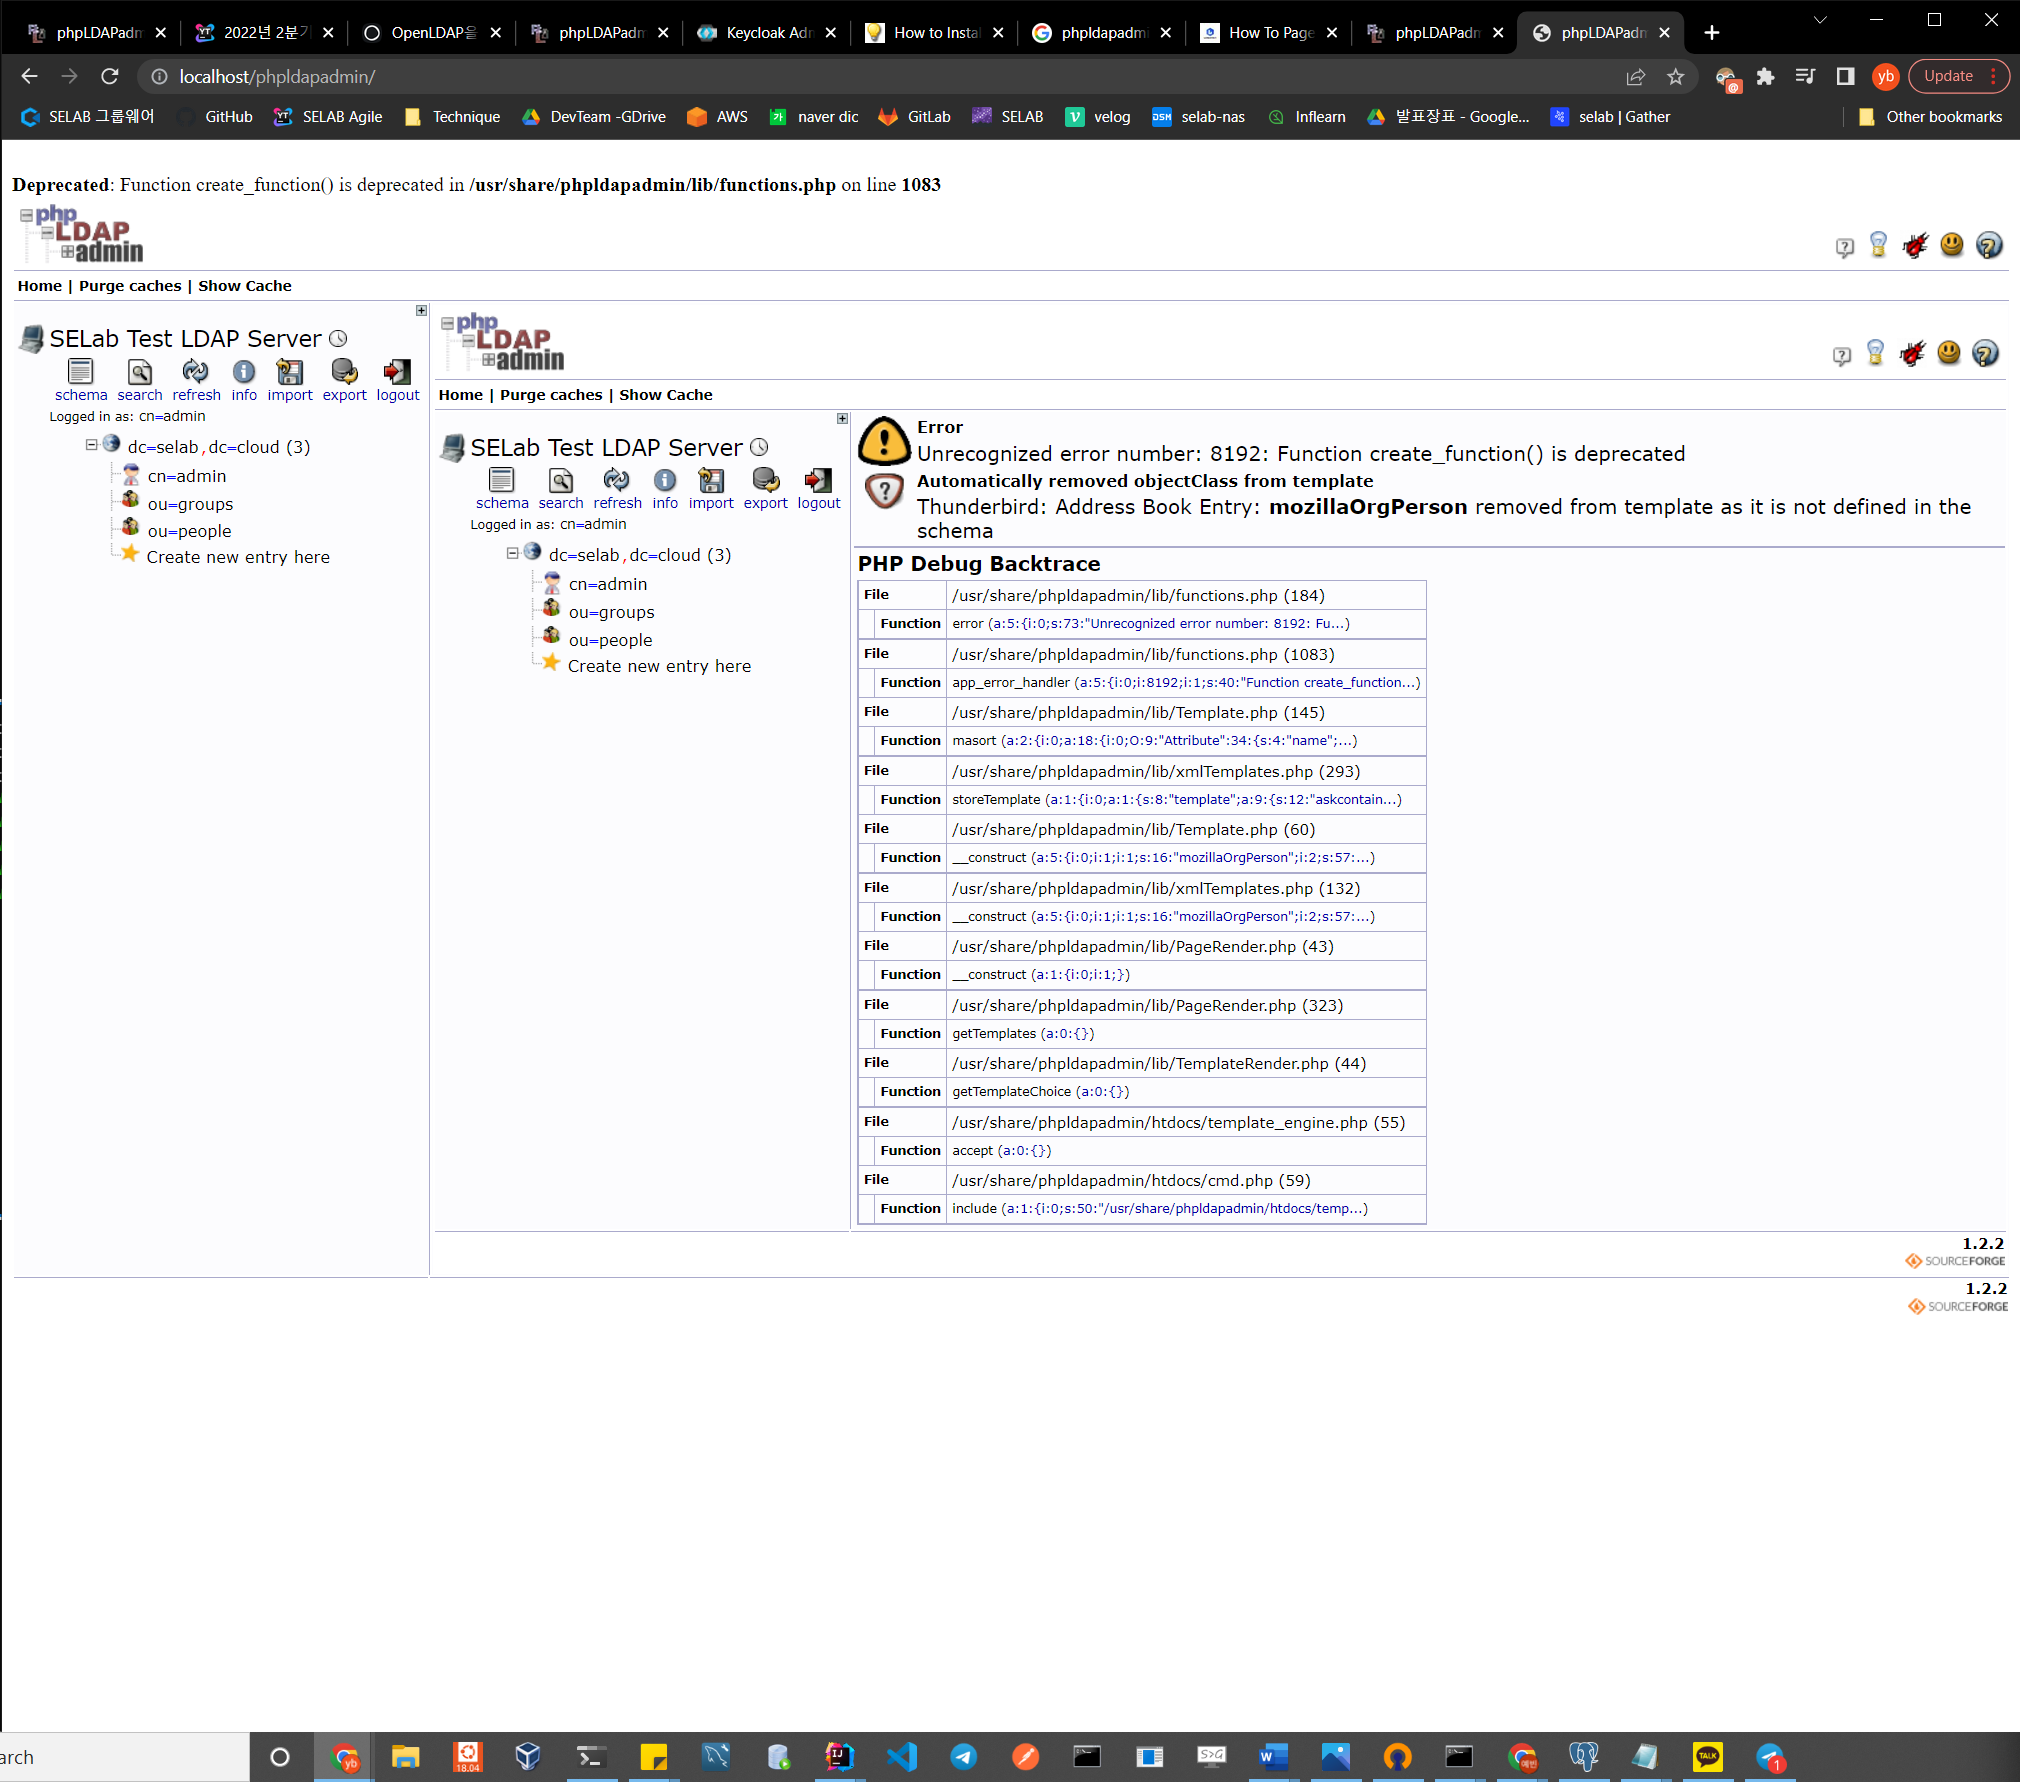 phpLDAPadm
2022년 2분기
OpenLDAP을
phpLDAPadm
Keycloak Adm
How to Instal
phpldapadmi
How To Page
phpLDAPadm
phpLDAPadm
localhost/phpldapadmin/
yb
Update
SELAB 그룹웨어
GitHub
SELAB Agile
Technique
DevTeam -GDrive
AWS
naver dic
GitLab
SELAB
velog
selab-nas
Inflearn
발표장표 - Google...
selab | Gather
Other bookmarks
Deprecated: Function create_function() is deprecated in /usr/share/phpldapadmin/lib/functions.php on line 1083
php
LDAP
admin
Home | Purge caches | Show Cache
SELab Test LDAP Server
schema search refresh info import export logout
Logged in as: cn=admin
dc=selab,dc=cloud (3)
cn=admin
ou=groups
ou=people
Create new entry here
php
LDAP
admin
Home | Purge caches | Show Cache
SELab Test LDAP Server
schema search refresh info import export logout
Logged in as: cn=admin
dc=selab,dc=cloud (3)
cn=admin
ou=groups
ou=people
Create new entry here
Error
Unrecognized error number: 8192: Function create_function() is deprecated
Automatically removed objectClass from template
Thunderbird: Address Book Entry: mozillaOrgPerson removed from template as it is not defined in the
schema
PHP Debug Backtrace
File /usr/share/phpldapadmin/lib/functions.php (184)
Function error (a:5:{i:0;s:73:"Unrecognized error number: 8192: Fu...)
File /usr/share/phpldapadmin/lib/functions.php (1083)
Function app_error_handler (a:5:{i:0;i:8192;i:1;s:40:"Function create_function...)
File /usr/share/phpldapadmin/lib/Template.php (145)
Function masort (a:2:{i:0;a:18:{i:0;O:9:"Attribute":34:{s:4:"name";...)
File /usr/share/phpldapadmin/lib/xmlTemplates.php (293)
Function storeTemplate (a:1:{i:0;a:1:{s:8:"template";a:9:{s:12:"askcontain...)
File /usr/share/phpldapadmin/lib/Template.php (60)
Function __construct (a:5:{i:0;i:1;i:1;s:16:"mozillaOrgPerson";i:2;s:57:...)
File /usr/share/phpldapadmin/lib/xmlTemplates.php (132)
Function __construct (a:5:{i:0;i:1;i:1;s:16:"mozillaOrgPerson";i:2;s:57:...)
File /usr/share/phpldapadmin/lib/PageRender.php (43)
Function __construct (a:1:{i:0;i:1;})
File /usr/share/phpldapadmin/lib/PageRender.php (323)
Function getTemplates (a:0:{})
File /usr/share/phpldapadmin/lib/TemplateRender.php (44)
Function getTemplateChoice (a:0:{})
File /usr/share/phpldapadmin/htdocs/template_engine.php (55)
Function accept (a:0:{})
File /usr/share/phpldapadmin/htdocs/cmd.php (59)
Function include (a:1:{i:0;s:50:"/usr/share/phpldapadmin/htdocs/temp...)
1.2.2
SOURCEFORGE
1.2.2
SOURCEFORGE
arch
yb
18.04
IJ
S>G
W
TALK
1